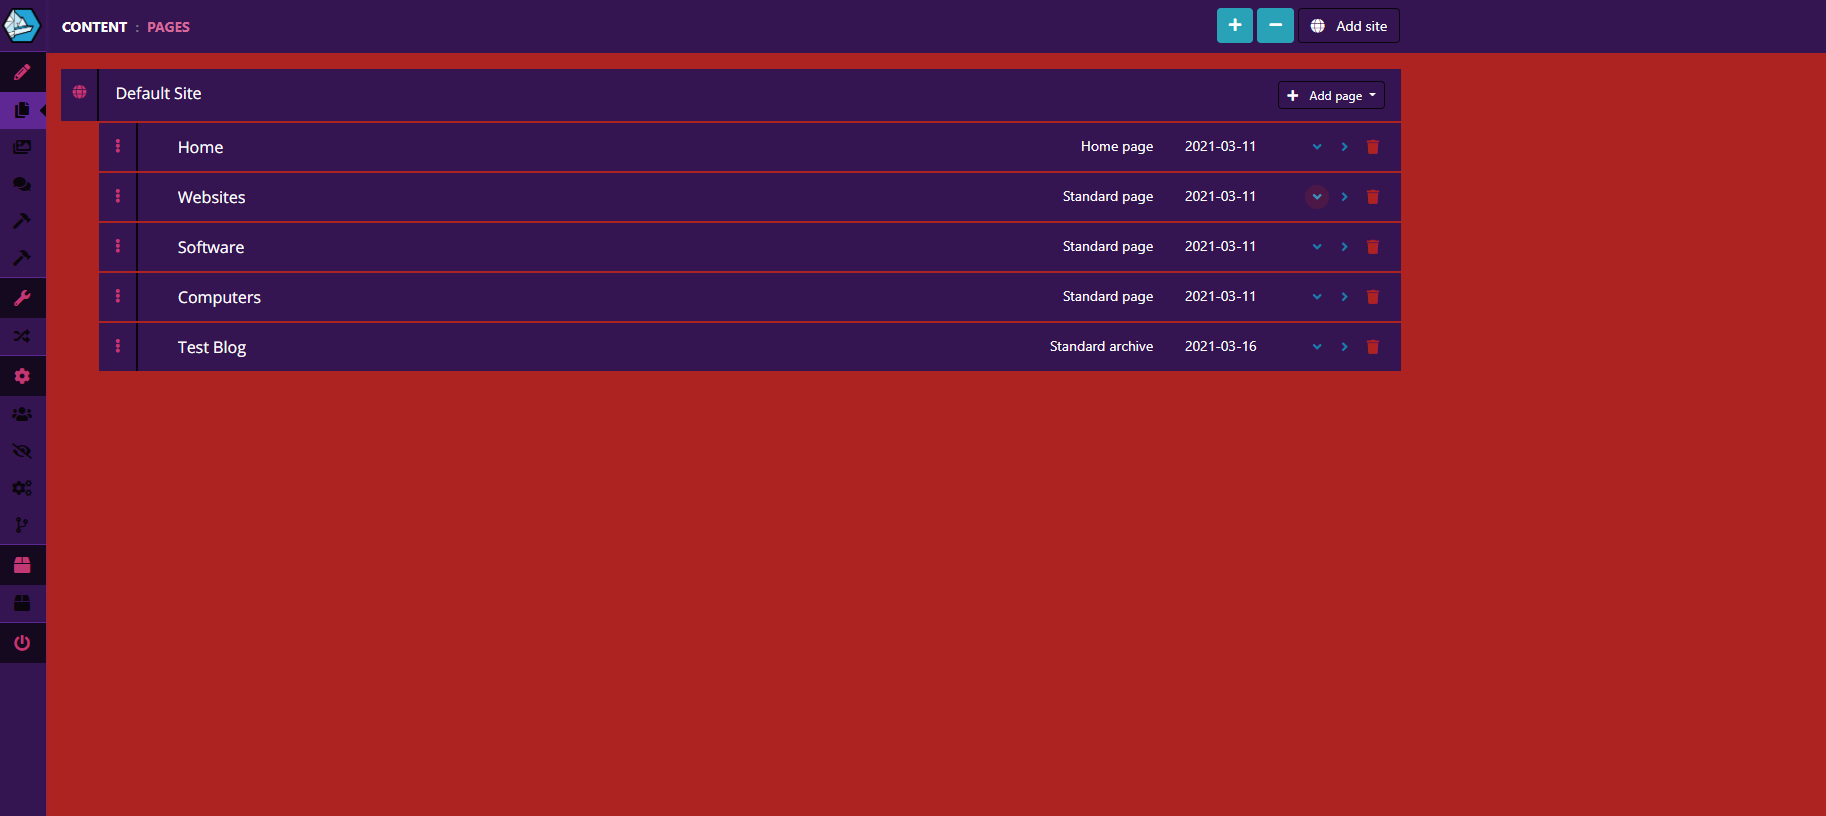 CONTENT : PAGES
Add site
Default Site
Add page
Home Home page 2021-03-11
Websites Standard page 2021-03-11
Software Standard page 2021-03-11
Computers Standard page 2021-03-11
Test Blog Standard archive 2021-03-16